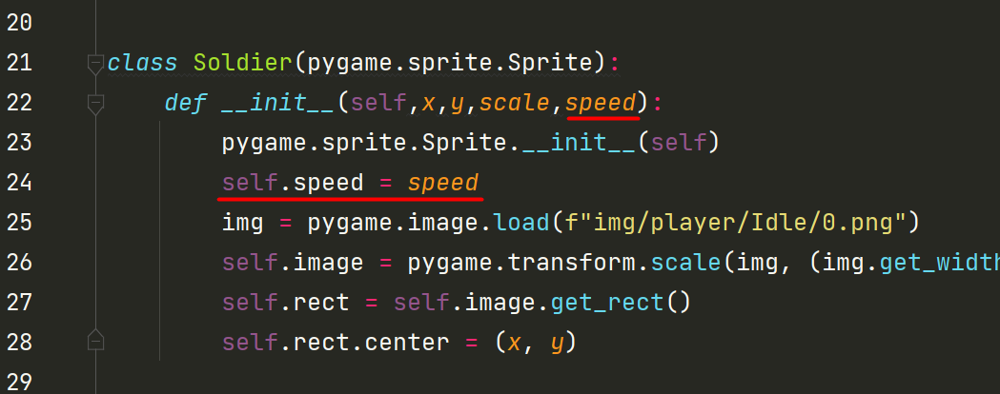 20
21 class Soldier(pygame.sprite.Sprite):
22 def __init__(self,x,y,scale,speed):
23 pygame.sprite.Sprite.__init__(self)
24 self.speed = speed
25 img = pygame.image.load(f"img/player/Idle/0.png")
26 self.image = pygame.transform.scale(img, (img.get_width
27 self.rect = self.image.get_rect()
28 self.rect.center = (x, y)
29